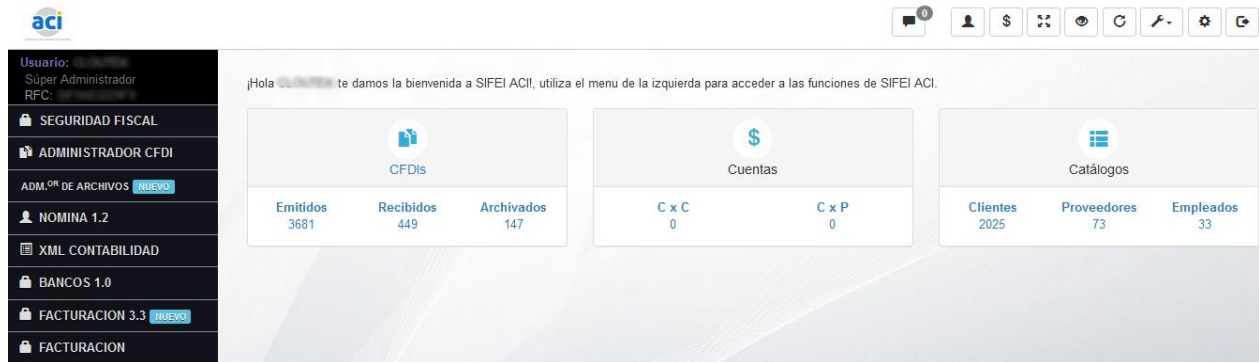 aci
0
$
Usuario:
Súper Administrador
RFC:
¡Hola te damos la bienvenida a SIFEI ACI!, utiliza el menu de la izquierda para acceder a las funciones de SIFEI ACI.
SEGURIDAD FISCAL
ADMINISTRADOR CFDI
ADM.OR DE ARCHIVOS NUEVO
NOMINA 1.2
XML CONTABILIDAD
BANCOS 1.0
FACTURACION 3.3 NUEVO
FACTURACION
CFDIs
Emitidos Recibidos Archivados
3681 449 147
$
Cuentas
C x C C x P
0 0
Catálogos
Clientes Proveedores Empleados
2025 73 33